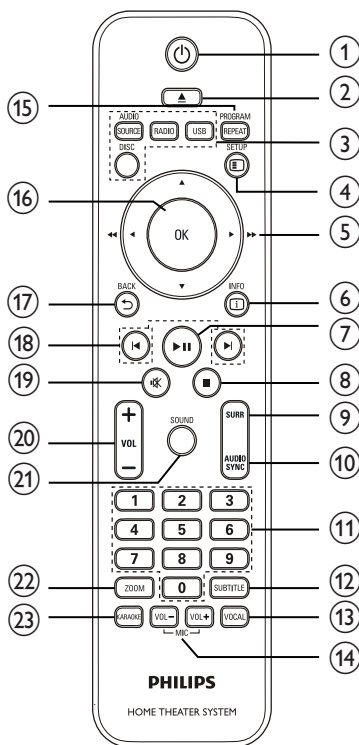 1
2
15
AUDIO
SOURCE
RADIO
USB
PROGRAM
REPEAT
3
DISC
SETUP
4
16
OK
5
BACK
INFO
6
17
7
18
19
8
+
VOL
−
SOUND
SURR
AUDIO
SYNC
9
20
10
21
1 2 3
4 5 6
7 8 9
0
11
22
ZOOM
SUBTITLE
12
23
KARAOKE
VOL−
VOL+
VOCAL
13
MIC
14
PHILIPS
HOME THEATER SYSTEM